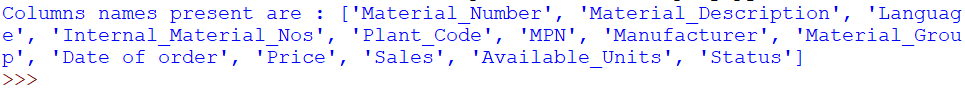 Columns names present are : ['Material_Number', 'Material_Description', 'Languag
e', 'Internal_Material_Nos', 'Plant_Code', 'MPN', 'Manufacturer', 'Material_Grou
p', 'Date of order', 'Price', 'Sales', 'Available_Units', 'Status']
>>>